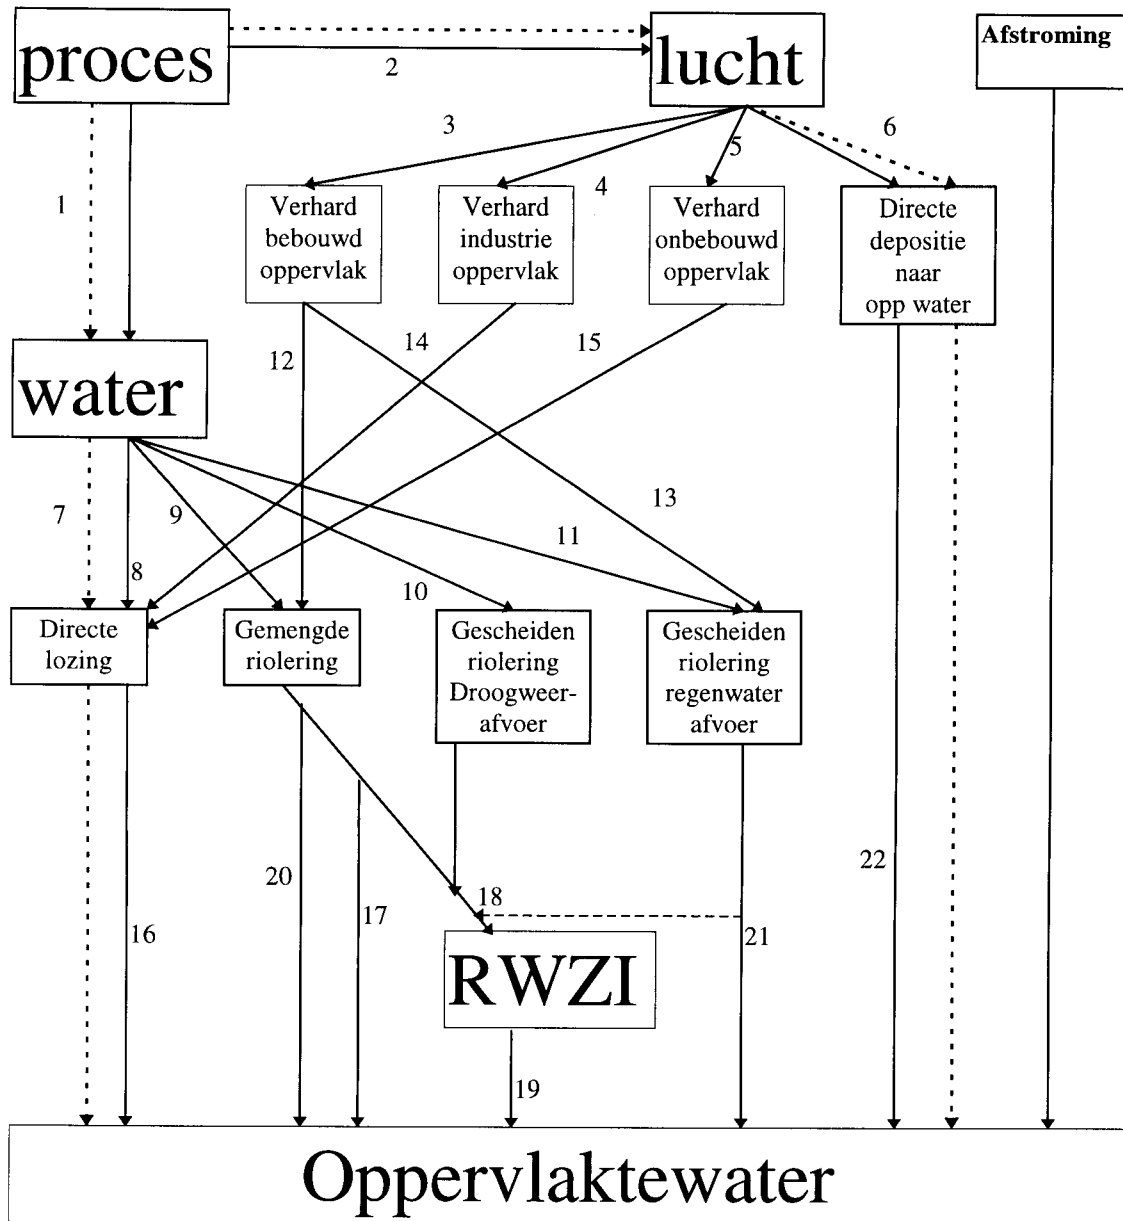 proces
lucht
Afstroming
2
3
4
5
6
1
Verhard
bebouwd
oppervlak
Verhard
industrie
oppervlak
Verhard
onbebouwd
oppervlak
Directe
depositie
naar
opp water
water
12
14
15
7
8
9
10
11
13
Directe
lozing
Gemengde
riolering
Gescheiden
riolering
Droogweer-
afvoer
Gescheiden
riolering
regenwater
afvoer
16
20
17
18
21
22
RWZI
19
Oppervlaktewater